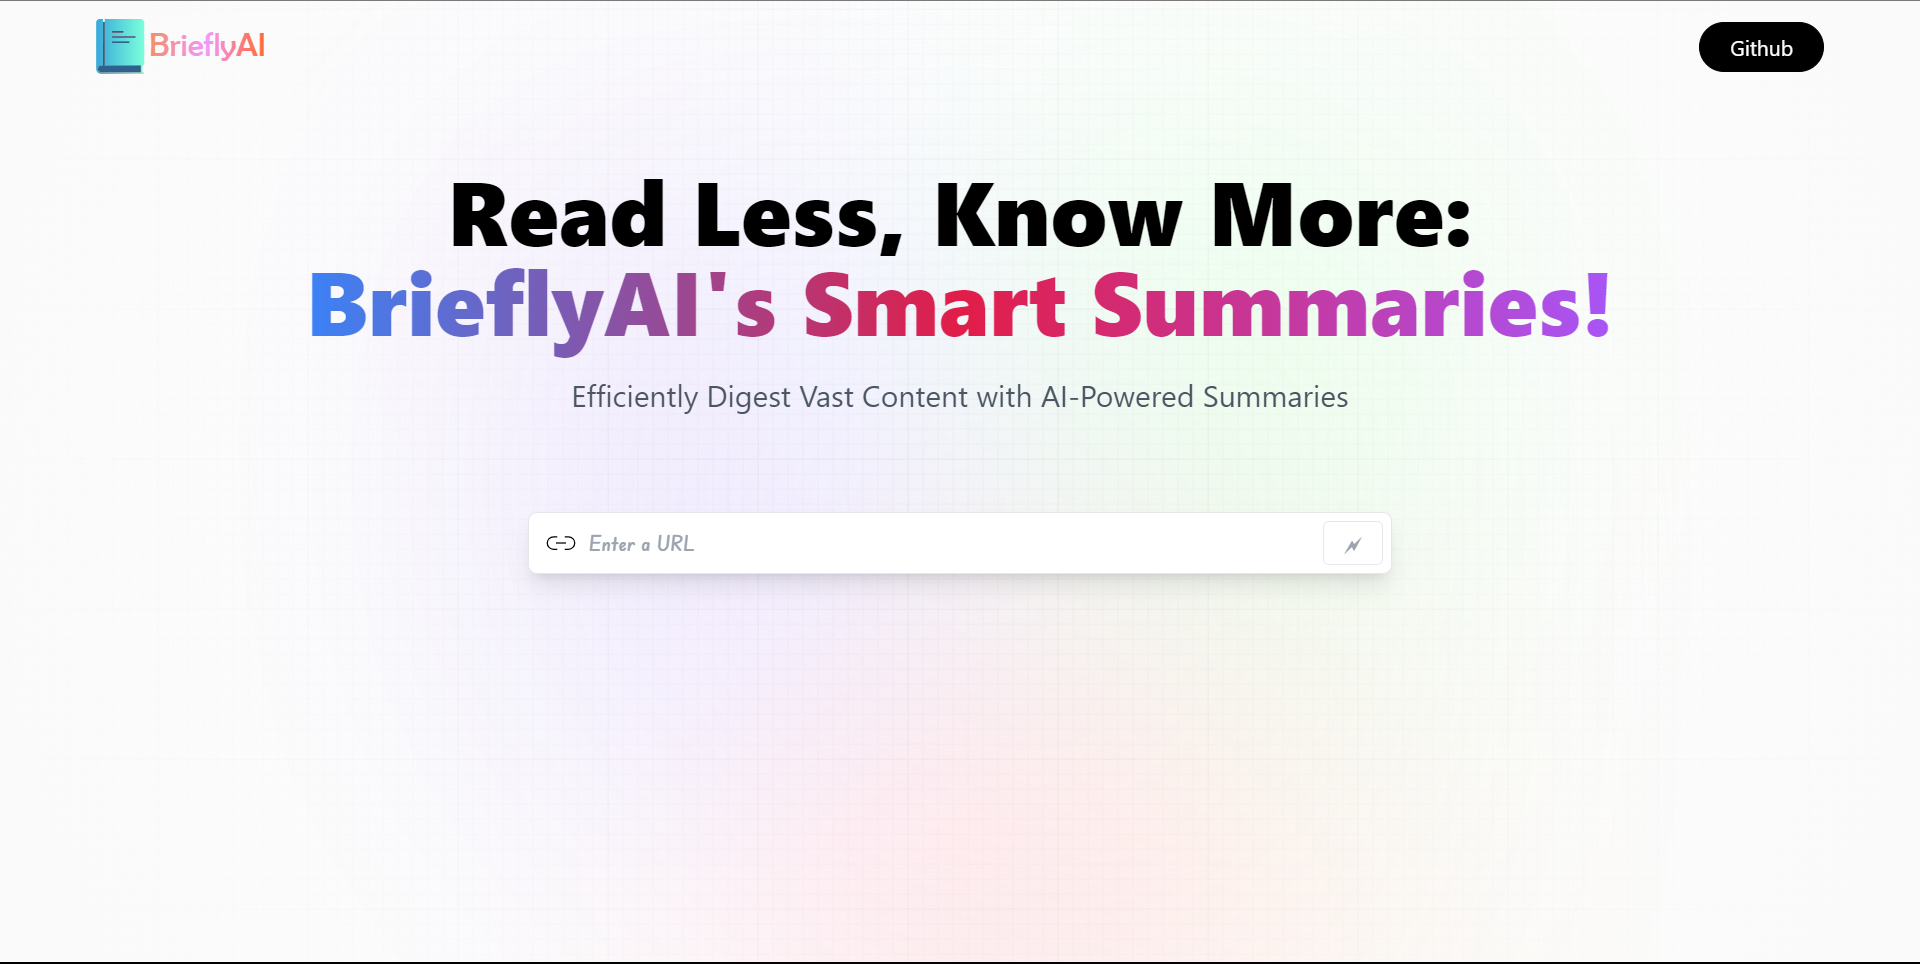 BrieflyAI
Github
Read Less, Know More:
BrieflyAI's Smart Summaries!
Efficiently Digest Vast Content with AI-Powered Summaries
Enter a URL